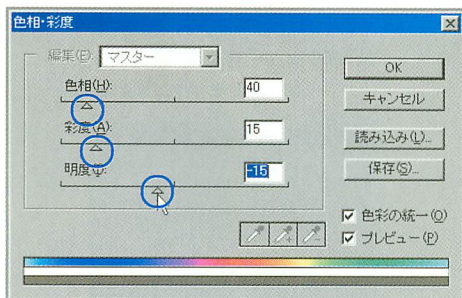 色相・彩度
編集(E): マスター
色相(H): 40
彩度(A): 15
明度(I): -15
OK
キャンセル
読み込み(L)...
保存(S)...
色彩の統一(O)
プレビュー(P)